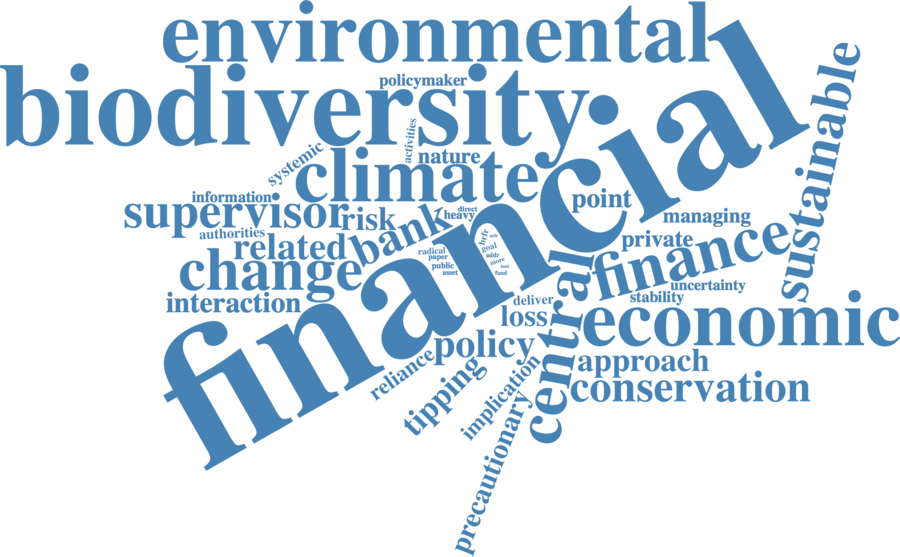 environmental
biodiversity
policymaker
financial
sustainable
activities
nature
systemic
climate
information
supervisor
risk
bank
heavy
direct
point
managing
authorities
related
private
finance
change
radical
paper
public
asset
goal
addr
more
fund
uncertainty
stability
interaction
deliver
loss
central
economic
policy
reliance
approach
tipping
implication
conservation
precautionary